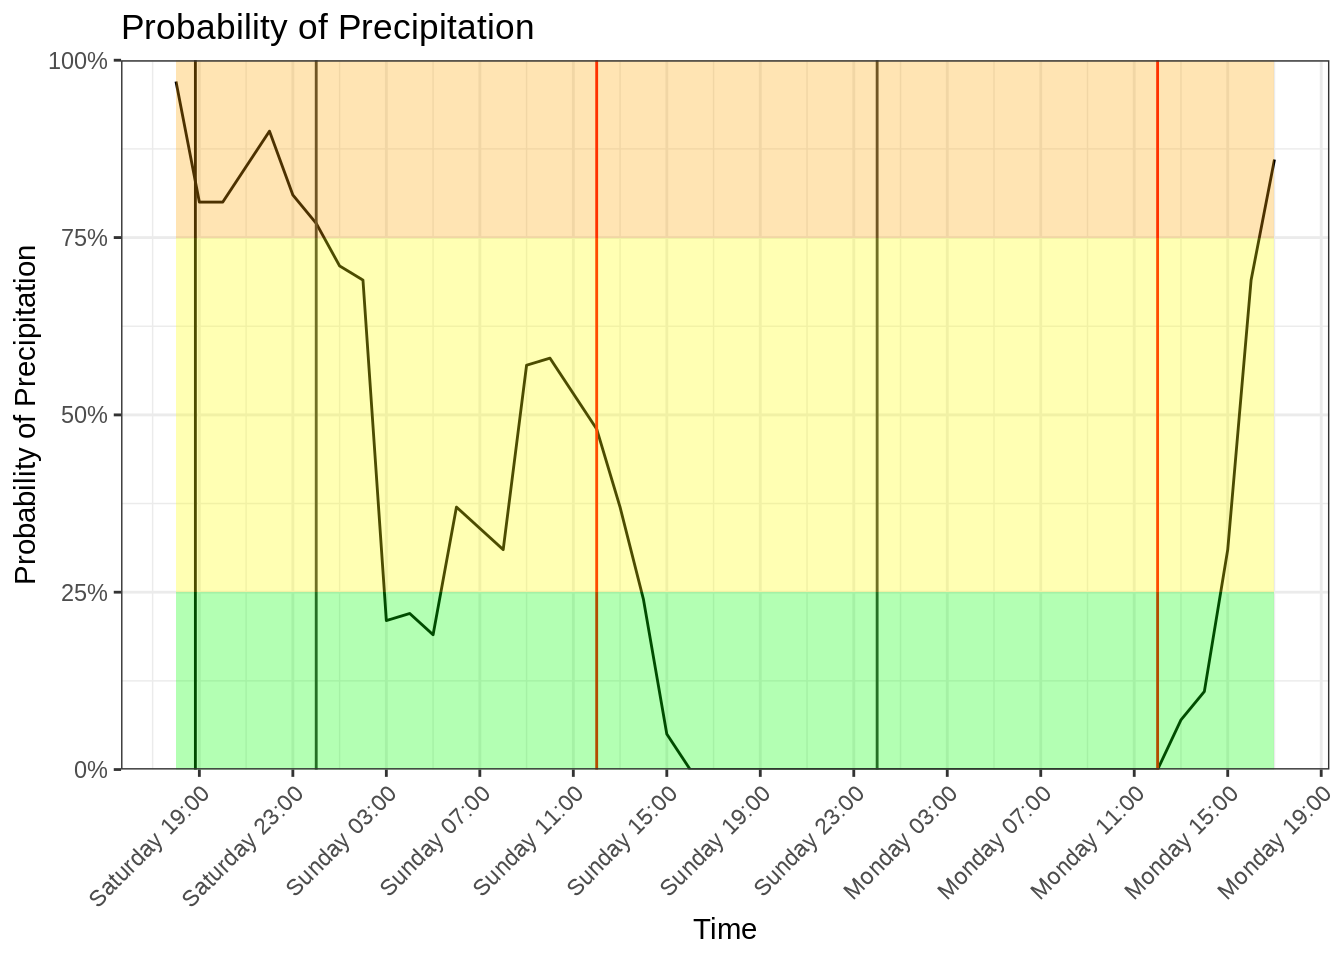 Probability of Precipitation
Probability of Precipitation
100%
75%
50%
25%
0%
Saturday 19:00
Saturday 23:00
Sunday 03:00
Sunday 07:00
Sunday 11:00
Sunday 15:00
Sunday 19:00
Sunday 23:00
Monday 03:00
Monday 07:00
Monday 11:00
Monday 15:00
Monday 19:00
Time